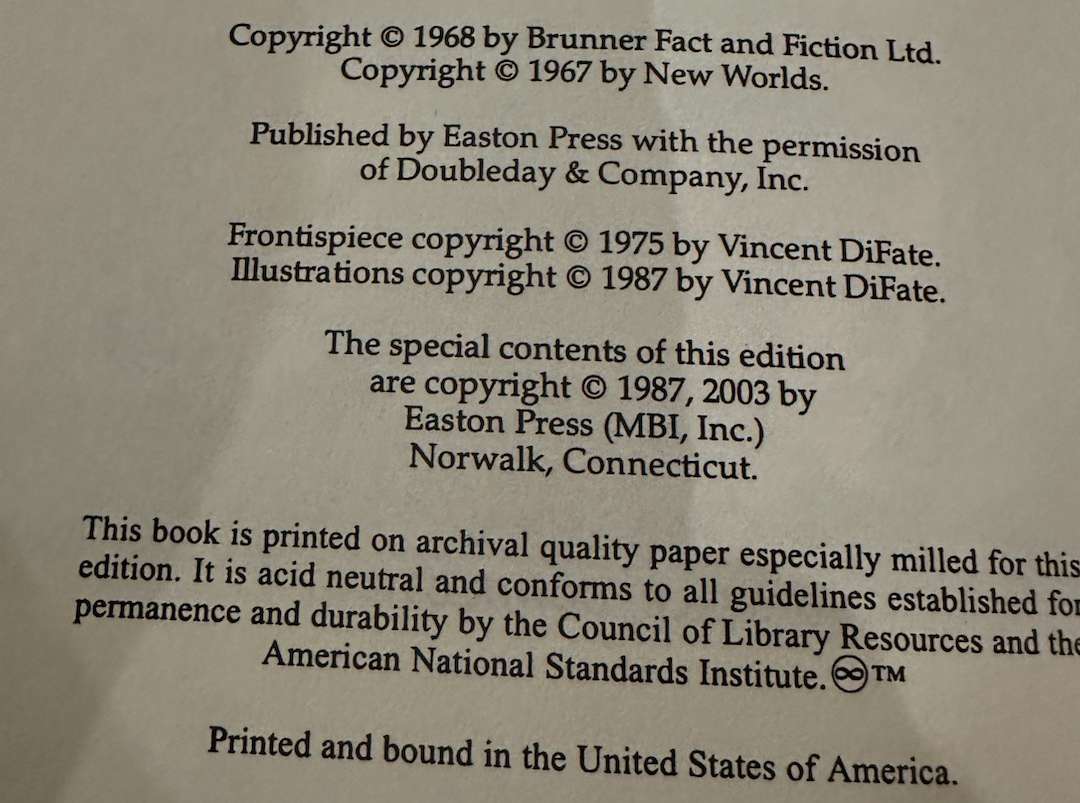 Copyright © 1968 by Brunner Fact and Fiction Ltd.
Copyright © 1967 by New Worlds.
Published by Easton Press with the permission
of Doubleday & Company, Inc.
Frontispiece copyright © 1975 by Vincent DiFate.
Illustrations copyright © 1987 by Vincent DiFate.
The special contents of this edition
are copyright © 1987, 2003 by
Easton Press (MBI, Inc.)
Norwalk, Connecticut.
This book is printed on archival quality paper especially milled for this
edition. It is acid neutral and conforms to all guidelines established for
permanence and durability by the Council of Library Resources and the
American National Standards Institute.♾™
Printed and bound in the United States of America.